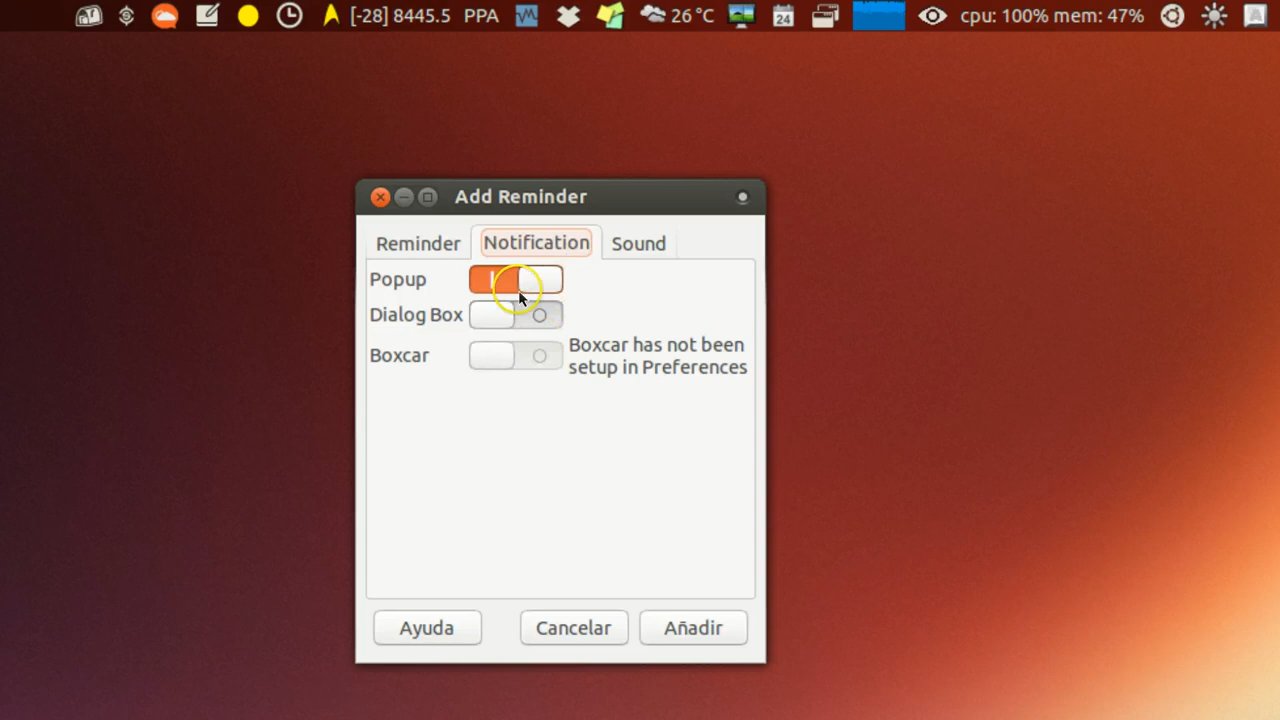 [-28] 8445.5 PPA 26 °C 24 cpu: 100% mem: 47% A
Add Reminder
Reminder Notification Sound
Popup
Dialog Box
Boxcar Boxcar has not been
setup in Preferences
Ayuda Cancelar Añadir